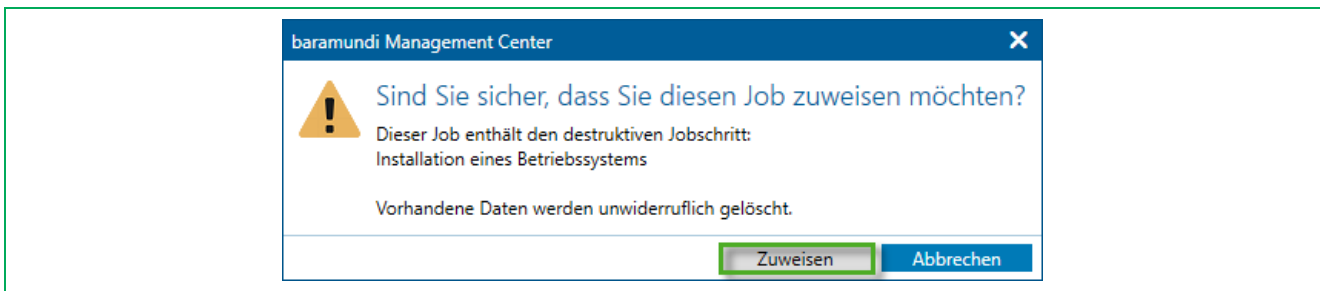 baramundi Management Center
Sind Sie sicher, dass Sie diesen Job zuweisen möchten?
Dieser Job enthält den destruktiven Jobschritt:
Installation eines Betriebssystems
Vorhandene Daten werden unwiderruflich gelöscht.
Zuweisen Abbrechen